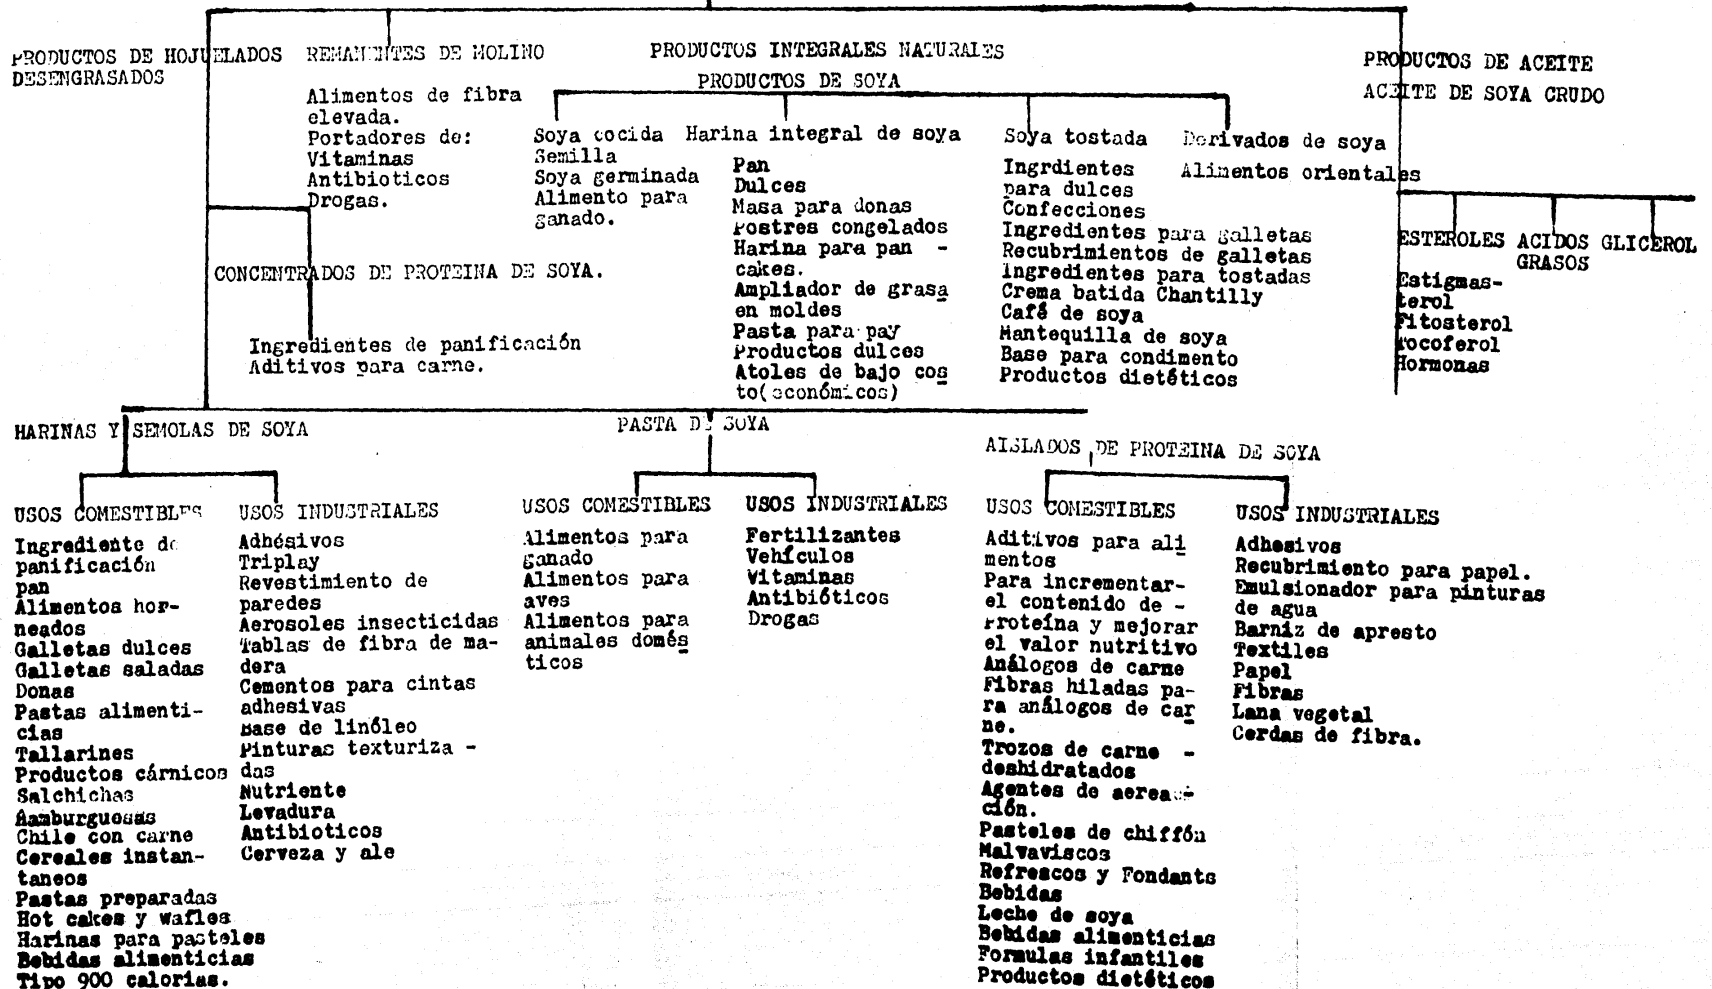 PRODUCTOS DE HOJUELADOS
DESENGRASADOS
REMANENTES DE MOLINO
Alimentos de fibra
elevada.
Portadores de:
Vitaminas
Antibioticos
Drogas.
CONCENTRADOS DE PROTEINA DE SOYA.
Ingredientes de panificación
Aditivos para carne.
PRODUCTOS INTEGRALES NATURALES
PRODUCTOS DE SOYA
Soya cocida
Semilla
Soya germinada
Alimento para
ganado.
Harina integral de soya
Pan
Dulces
Masa para donas
Postres congelados
Harina para pan -
cakes.
Ampliador de grasa
en moldes
Pasta para pay
Productos dulces
Atoles de bajo cos
to(económicos)
Soya tostada
Ingrdientes
para dulces
Confecciones
Ingredientes para galletas
Recubrimientos de galletas
Ingredientes para tostadas
Crema batida Chantilly
Café de soya
Mantequilla de soya
Base para condimento
Productos dietéticos
Derivados de soya
Alimentos orientales
PRODUCTOS DE ACEITE
ACEITE DE SOYA CRUDO
ESTEROLES
Estigmas-
terol
Fitosterol
Tocoferol
Hormonas
ACIDOS
GRASOS
GLICEROL
HARINAS Y SEMOLAS DE SOYA
USOS COMESTIBLES
Ingrediente de
panificación
pan
Alimentos hor-
neados
Galletas dulces
Galletas saladas
Donas
Pastas alimenti-
cias
Tallarines
Productos cárnicos
Salchichas
Hamburguesas
Chile con carne
Cereales instan-
taneos
Pastas preparadas
Hot cakes y wafles
Harinas para pasteles
Bebidas alimenticias
Tipo 900 calorias.
USOS INDUSTRIALES
Adhesivos
Triplay
Revestimiento de
paredes
Aerosoles insecticidas
Tablas de fibra de ma-
dera
Cementos para cintas
adhesivas
Base de linóleo
Pinturas texturiza -
das
Nutriente
Levadura
Antibioticos
Cerveza y ale
PASTA DE SOYA
USOS COMESTIBLES
Alimentos para
ganado
Alimentos para
aves
Alimentos para
animales domés
ticos
USOS INDUSTRIALES
Fertilizantes
Vehículos
Vitaminas
Antibióticos
Drogas
AISLADOS DE PROTEINA DE SOYA
USOS COMESTIBLES
Aditivos para ali
mentos
Para incrementar-
el contenido de -
Proteína y mejorar
el valor nutritivo
Análogos de carne
Fibras hiladas pa-
ra análogos de car
ne.
Trozos de carne -
deshidratados
Agentes de aerea-
ción.
Pasteles de chiffón
Malvaviscos
Refrescos y Fondants
Bebidas
Leche de soya
Bebidas alimenticias
Formulas infantiles
Productos dietéticos
USOS INDUSTRIALES
Adhesivos
Recubrimiento para papel.
Emulsionador para pinturas
de agua
Barniz de apresto
Textiles
Papel
Fibras
Lana vegetal
Cerdas de fibra.